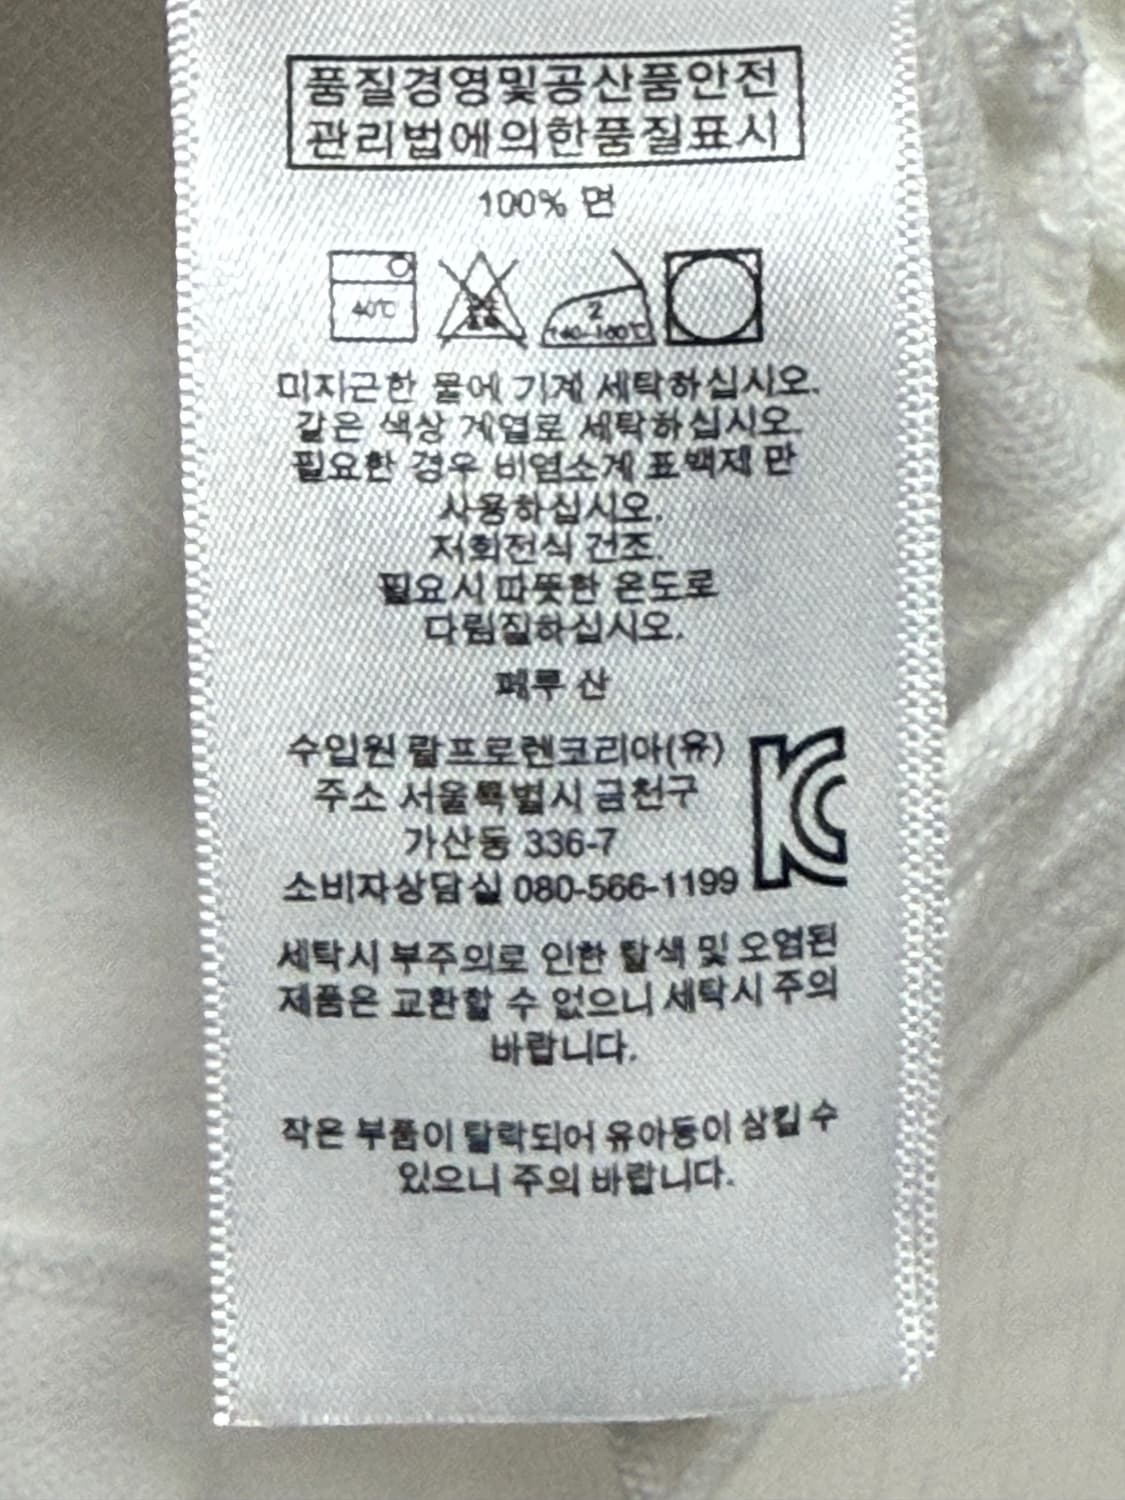 품질경영및공산품안전
관리법에의한품질표시
100% 면
40℃
2
140~160℃
미지근한 물에 기계 세탁하십시오.
같은 색상 계열로 세탁하십시오.
필요한 경우 비염소계 표백제 만
사용하십시오.
저회전식 건조.
필요시 따뜻한 온도로
다림질하십시오.
페루 산
수입원 랄프로렌코리아(유)
주소 서울특별시 금천구
가산동 336-7
소비자상담실 080-566-1199
세탁시 부주의로 인한 탈색 및 오염된
제품은 교환할 수 없으니 세탁시 주의
바랍니다.
작은 부품이 탈락되어 유아동이 삼킬 수
있으니 주의 바랍니다.